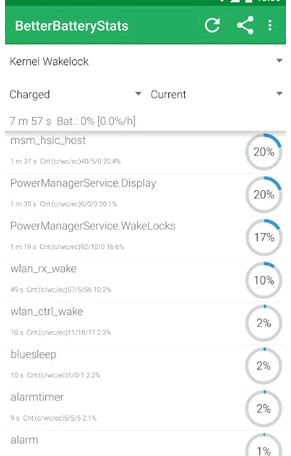 BetterBatteryStats
Kernel Wakelock
Charged Current
7 m 57 s Bat.: 0% [0.0%/h]
msm_hsic_host
1 m 37 s Cnt:(c/wc/ec)40/5/0 20.4%
20%
PowerManagerService.Display
1 m 35 s Cnt:(c/wc/ec)6/0/0 20.1%
20%
PowerManagerService.WakeLocks
1 m 19 s Cnt:(c/wc/ec)92/10/0 16.6%
17%
wlan_rx_wake
49 s Cnt:(c/wc/ec)57/5/56 10.3%
10%
wlan_ctrl_wake
10 s Cnt:(c/wc/ec)11/18/11 2.3%
2%
bluesleep
10 s Cnt:(c/wc/ec)1/0/1 2.2%
2%
alarmtimer
9 s Cnt:(c/wc/ec)5/5/5 2.1%
2%
alarm
1%